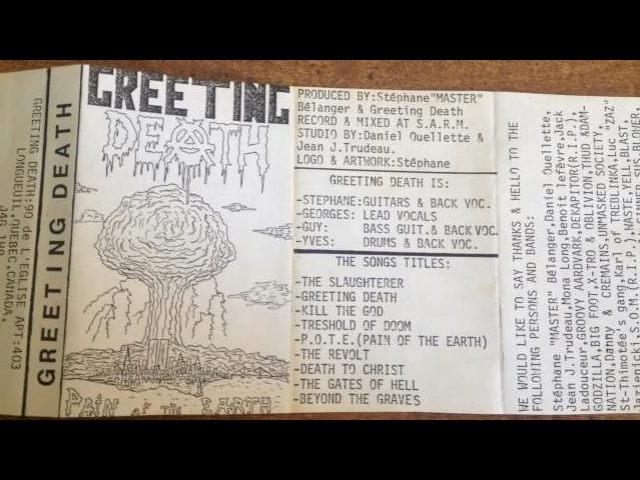 GREETING DEATH:90 de L'EGLISE APT:403
LONGUEUIL,QUEBEC,CANADA.
GREETING DEATH
GREETING
DEATH
PAIN of the EARTH
PRODUCED BY:Stéphane"MASTER"
Bélanger & Greeting Death
RECORD & MIXED AT S.A.R.M.
STUDIO BY:Daniel Ouellette &
Jean J.Trudeau.
LOGO & ARTWORK:Stéphane
GREETING DEATH IS:
-STEPHANE:GUITARS & BACK VOC.
-GEORGES: LEAD VOCALS
-GUY: BASS GUIT.& BACK VOC.
-YVES: DRUMS & BACK VOC.
THE SONGS TITLES:
-THE SLAUGHTERER
-GREETING DEATH
-KILL THE GOD
-TRESHOLD OF DOOM
-P.O.T.E.(PAIN OF THE EARTH)
-THE REVOLT
-DEATH TO CHRIST
-THE GATES OF HELL
-BEYOND THE GRAVES
WE WOULD LIKE TO SAY THANKS & HELLO TO THE
FOLLOWING PERSONS AND BANDS:
Stéphane "MASTER" Bélanger,Daniel Ouellette,
Jean J.Trudeau,Mona Long,Benoit Lefèvre,Jack
Ladouceur,GROOVY AARDVARK,DEKAVITOR(R.I.P.),
GODZILLA,BIG FOOT,X-TRO & OBLIVION,THUD &DAM-
NATION,Danny & CREMAINS,UNMASKED SOCIETY,
St-Thimotée's gang,Karl of TREBLINKA,Luc "ZAZ"